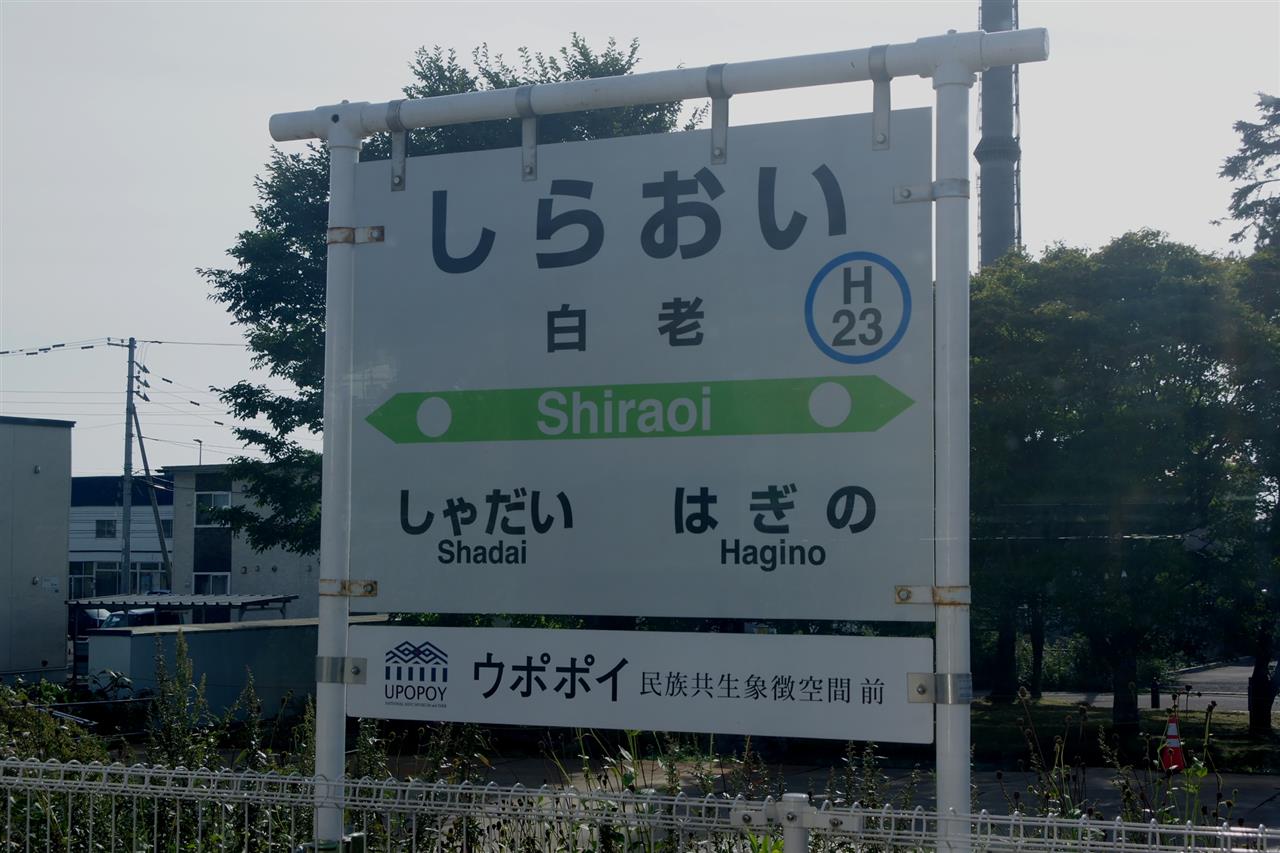 しらおい
白老
H
23
Shiraoi
しゃだい はぎの
Shadai Hagino
UPOPOY
ウポポイ 民族共生象徴空間 前